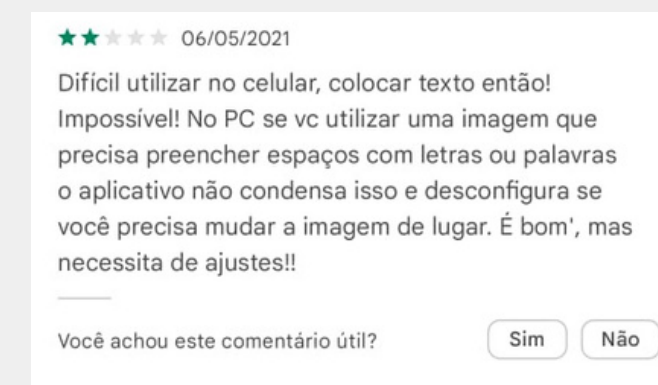 06/05/2021
Difícil utilizar no celular, colocar texto então!
Impossível! No PC se vc utilizar uma imagem que
precisa preencher espaços com letras ou palavras
o aplicativo não condensa isso e desconfigura se
você precisa mudar a imagem de lugar. É bom', mas
necessita de ajustes!!
Você achou este comentário útil? Sim Não